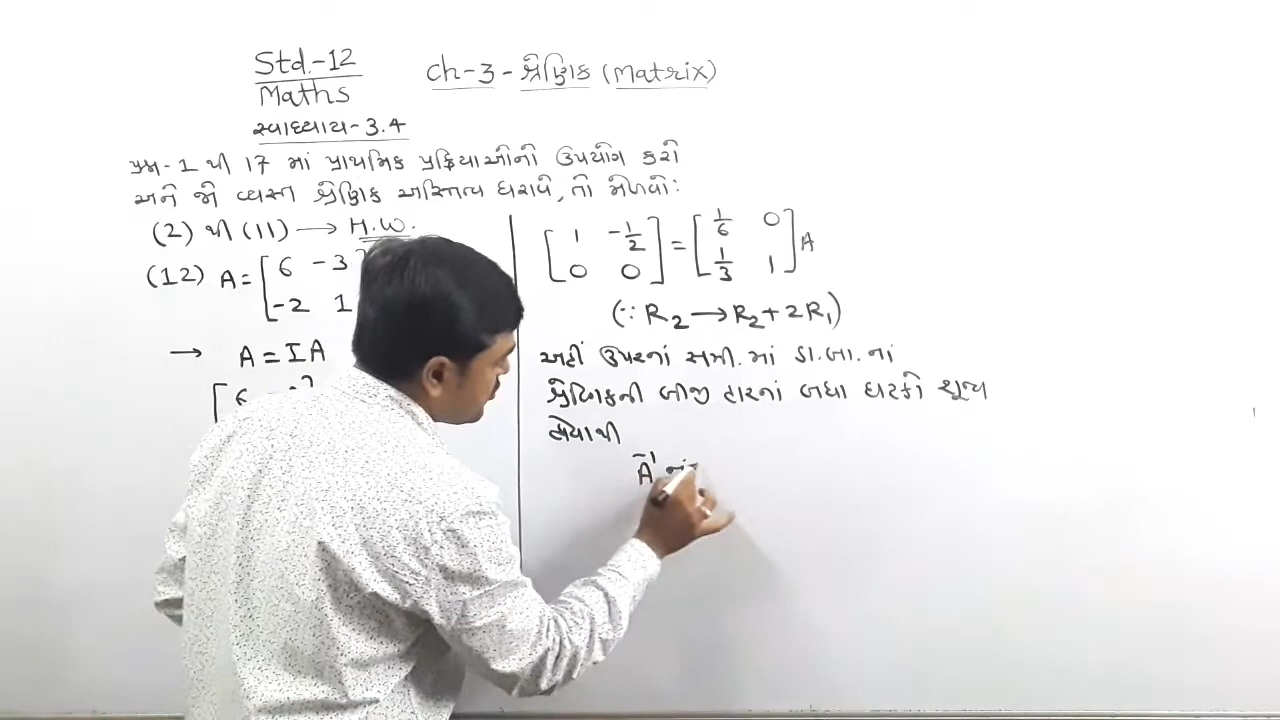 Std.-12
Maths
Ch-3-શ્રેણિક (Matrix)
સ્વાધ્યાય-3.4
પ્રશ્ન-1 થી 17 માં પ્રાથમિક પ્રક્રિયાઓનો ઉપયોગ કરો
અને જો વ્યસ્ત શ્રેણિક અસ્તિત્વ ધરાવે, તો મેળવો:
(2) થી (11) → H.W.
(12) A = [ 6 -3
-2 1
→ A = IA
[ 6
[ 1 -1/2
0 0 ] = [ 1/6 0
1/3 1 ] A
(∵ R₂ → R₂ + 2R₁)
અહીં ઉપરનાં સમી. માં ડા.બા. નાં
શ્રેણિકની બીજી હારનાં બધા ઘટકો શૂન્ય
હોવાથી
A⁻¹